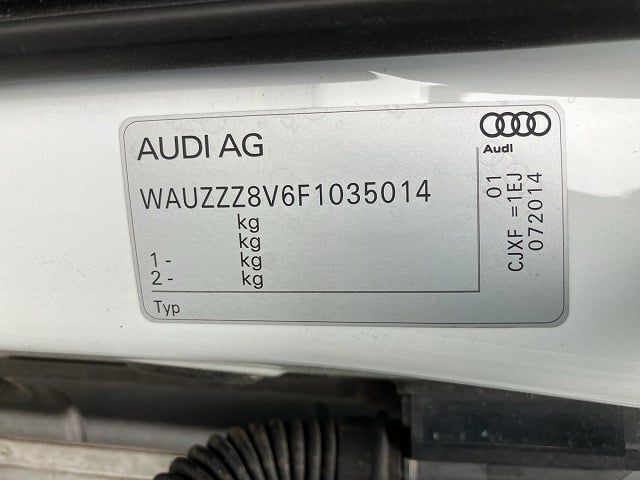 AUDI AG
Audi
WAUZZZ8V6F1035014
kg
kg
1 - kg
2 - kg
Typ
01
CJXF =1EJ
072014